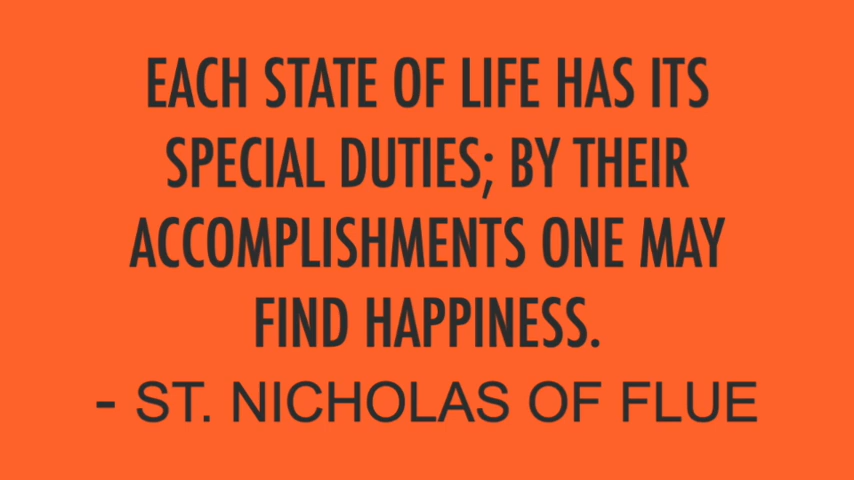 EACH STATE OF LIFE HAS ITS
SPECIAL DUTIES; BY THEIR
ACCOMPLISHMENTS ONE MAY
FIND HAPPINESS.
- ST. NICHOLAS OF FLUE